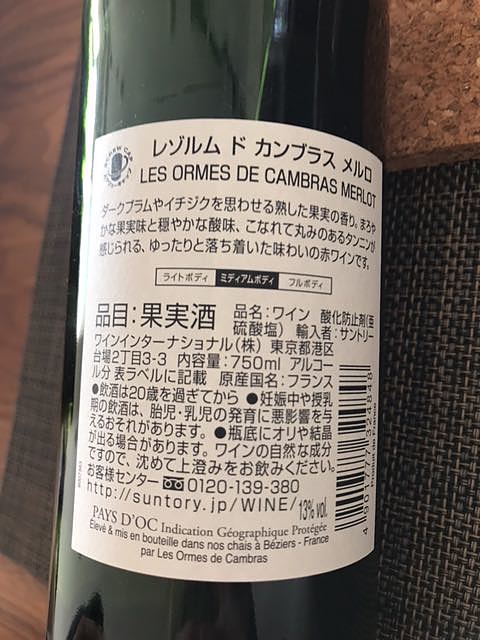 SCREW CAP
レゾルム ド カンブラス メルロ
LES ORMES DE CAMBRAS MERLOT
ダークプラムやイチジクを思わせる熟した果実の香り。まろや
かな果実味と穏やかな酸味、こなれて丸みのあるタンニンが
感じられる、ゆったりと落ち着いた味わいの赤ワインです。
ライトボディ ミディアムボディ フルボディ
品目:果実酒 品名:ワイン 酸化防止剤(亜
硫酸塩) 輸入者:サントリー
ワインインターナショナル(株) 東京都港区
台場2丁目3-3 内容量:750ml アルコー
ル分 表ラベルに記載 原産国名:フランス
●飲酒は20歳を過ぎてから ●妊娠中や授乳
期の飲酒は、胎児・乳児の発育に悪影響を与
えるおそれがあります。●瓶底にオリや結晶
が出る場合があります。ワインの自然な成分
ですので、沈めて上澄みをお飲みください。
お客様センター 0120-139-380
http://suntory.jp/WINE/
13% vol.
PAYS D'OC Indication Géographique Protégée
Élevé & mis en bouteille dans nos chais à Béziers - France
par Les Ormes de Cambras
Produit de France